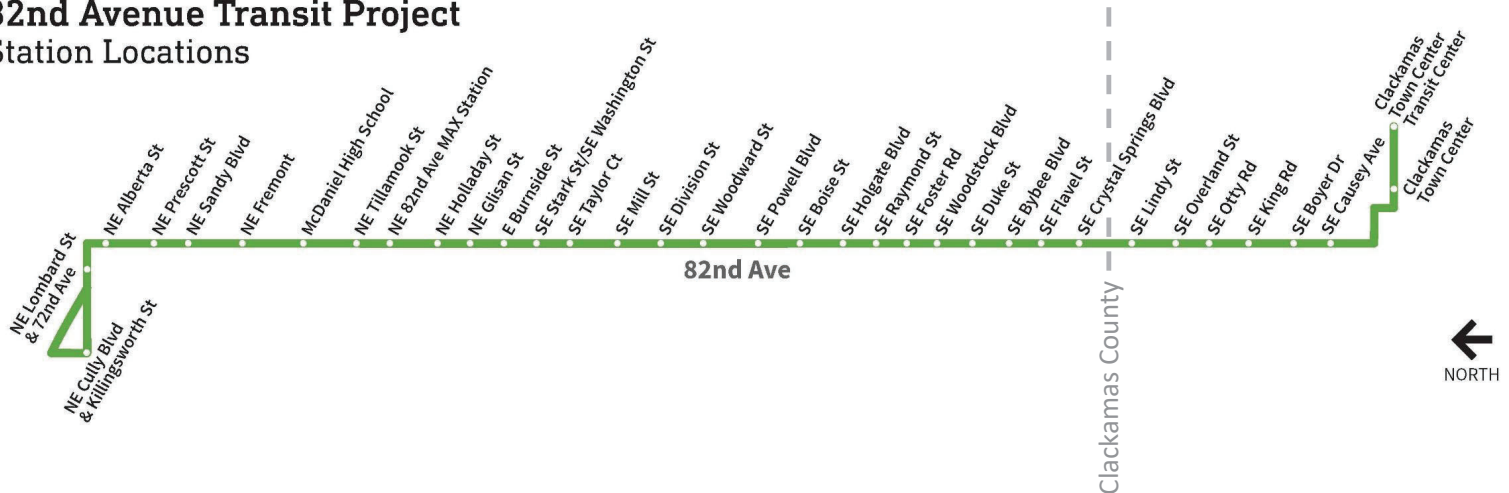 82nd Avenue Transit Project
Station Locations
NE Lombard St
& 72nd Ave
NE Cully Blvd
& Killingsworth St
NE Alberta St
NE Prescott St
NE Sandy Blvd
NE Fremont
McDaniel High School
NE Tillamook St
NE 82nd Ave MAX Station
NE Holladay St
NE Glisan St
E Burnside St
SE Stark St/SE Washington St
SE Taylor Ct
SE Mill St
SE Division St
SE Woodward St
SE Powell Blvd
SE Boise St
SE Holgate Blvd
SE Raymond St
SE Foster Rd
SE Woodstock Blvd
SE Duke St
SE Bybee Blvd
SE Flavel St
SE Crystal Springs Blvd
SE Lindy St
SE Overland St
SE Otty Rd
SE King Rd
SE Boyer Dr
SE Causey Ave
Clackamas
Town Center
Transit Center
Clackamas
Town Center
82nd Ave
Clackamas County
NORTH